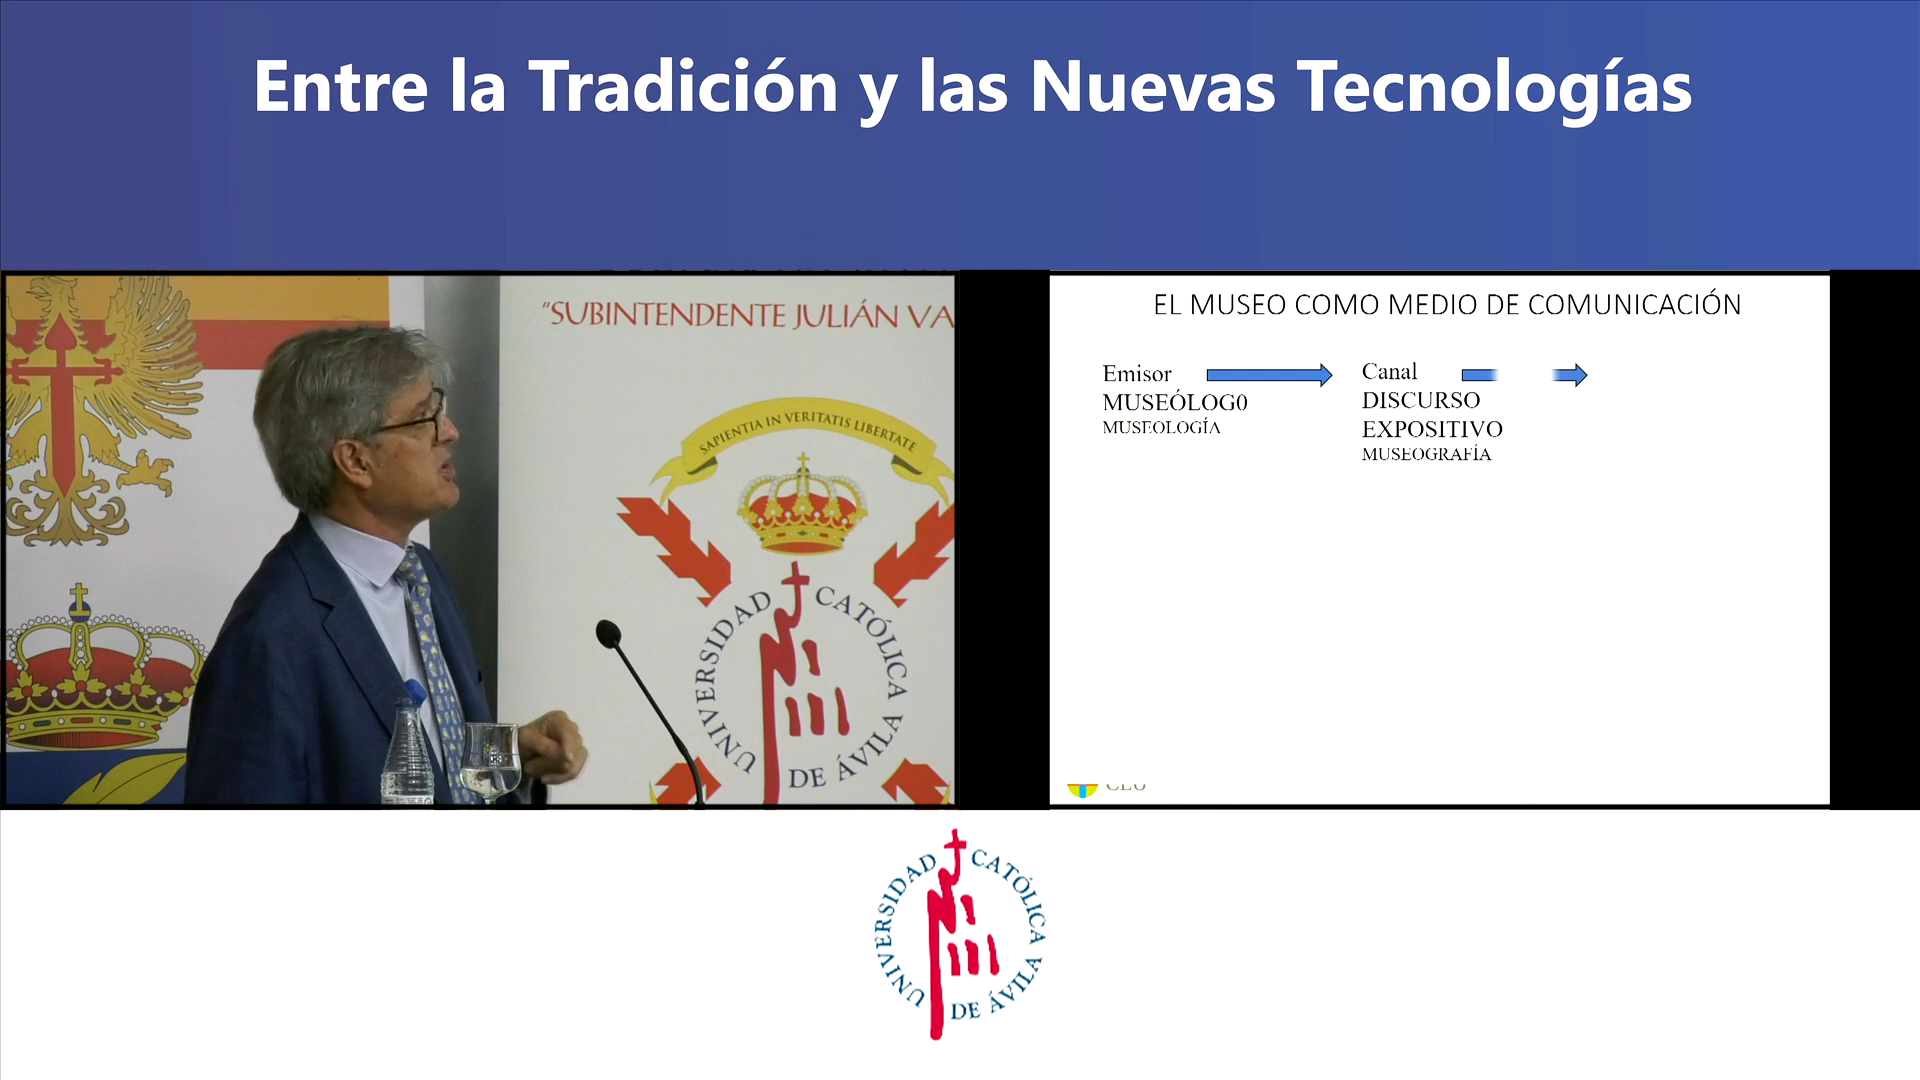 Entre la Tradición y las Nuevas Tecnologías
"SUBINTENDENTE JULIÁN VA
SAPIENTIA IN VERITATIS LIBERTATE
UNIVERSIDAD CATÓLICA DE ÁVILA
EL MUSEO COMO MEDIO DE COMUNICACIÓN
Emisor
MUSEÓLOG0
MUSEOLOGÍA
Canal
DISCURSO
EXPOSITIVO
MUSEOGRAFÍA
CEU
UNIVERSIDAD CATÓLICA DE ÁVILA